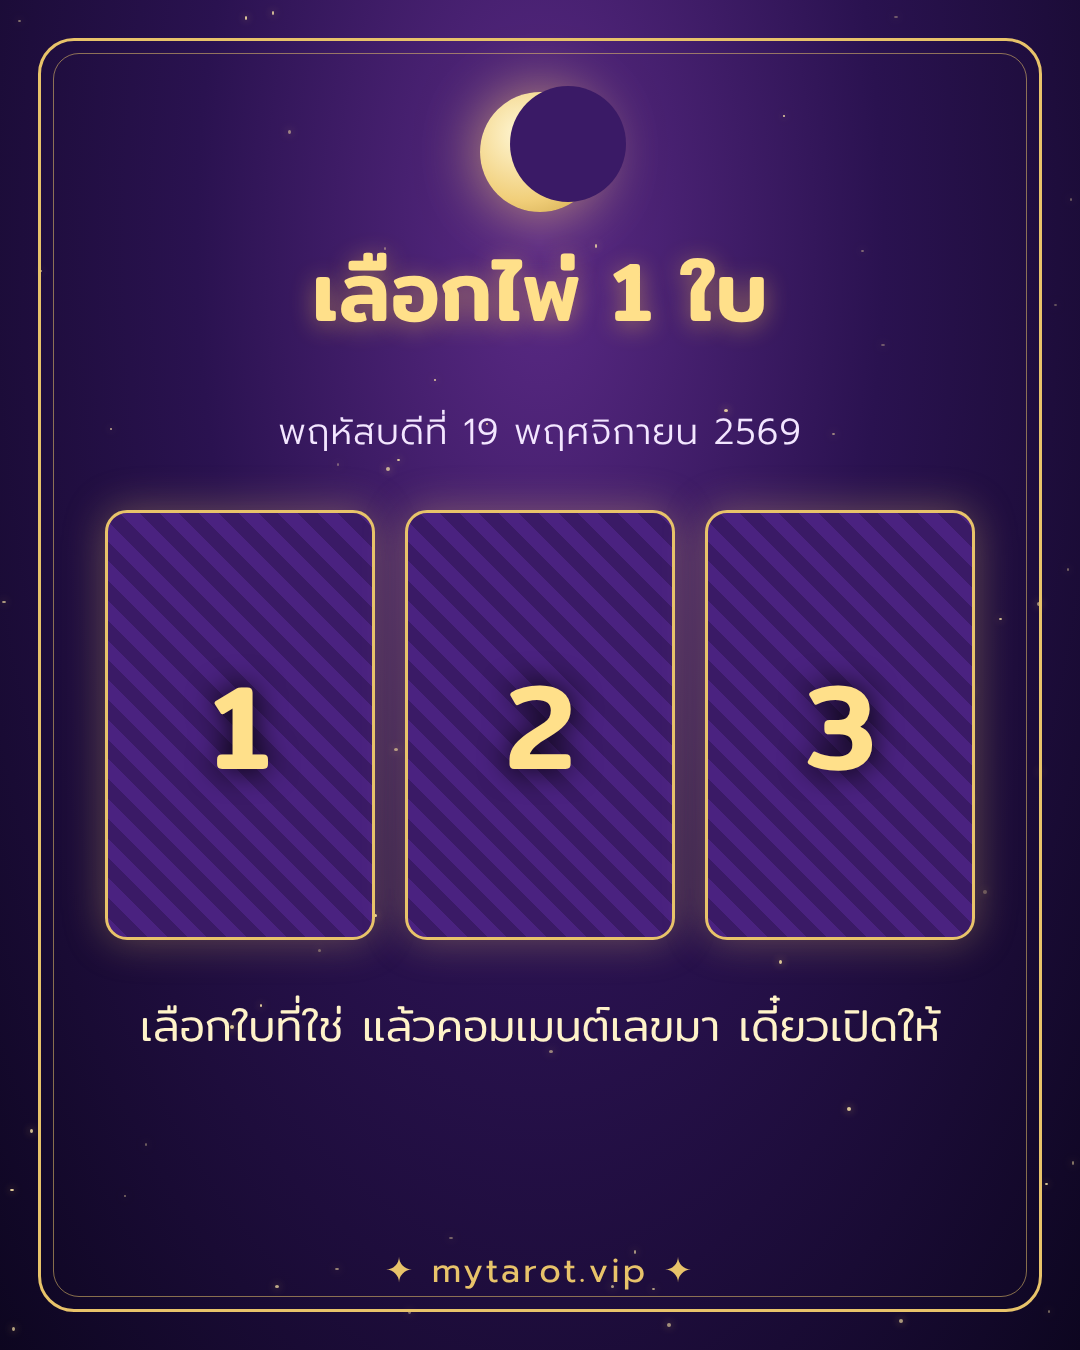 เลือกไพ่ 1 ใบ
พฤหัสบดีที่ 19 พฤศจิกายน 2569
1 2 3
เลือกใบที่ใช่ แล้วคอมเมนต์เลขมา เดี๋ยวเปิดให้
✦ mytarot.vip ✦